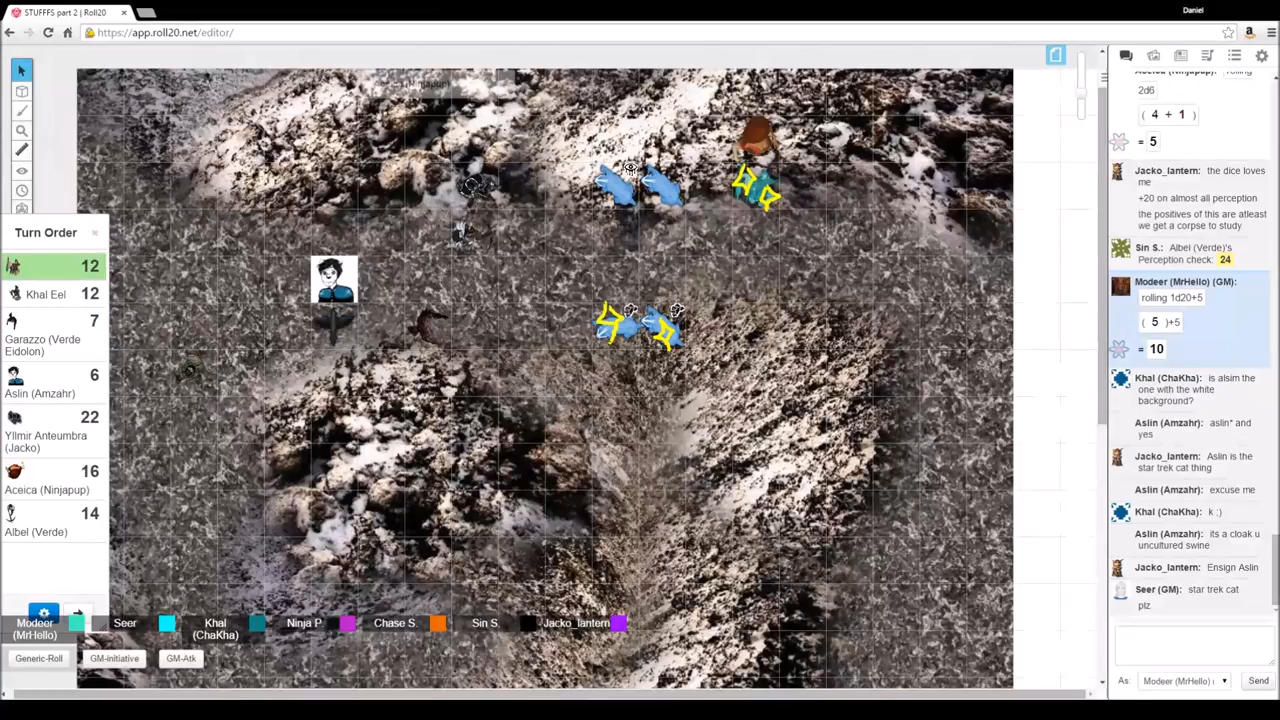 Daniel
STUFFFS part 2 | Roll20
https://app.roll20.net/editor/
Turn Order
12
Khal Eel 12
7
Garazzo (Verde
Eidolon)
6
Aslin (Amzahr)
22
Yllmir Anteumbra
(Jacko)
16
Aceica (Ninjapup)
14
Albel (Verde)
Modeer
(MrHello)
Seer
Khal
(ChaKha)
Ninja P.
Chase S.
Sin S.
Jacko_lantern
Generic-Roll
GM-initiative
GM-Atk
Aceica (Ninjapup): rolling
2d6
( 4 + 1 )
= 5
Jacko_lantern: the dice loves
me
+20 on almost all perception
the positives of this are atleast
we get a corpse to study
Sin S.: Albel (Verde)'s
Perception check: 24
Modeer (MrHello) (GM):
rolling 1d20+5
( 5 )+5
= 10
Khal (ChaKha): is alsim the
one with the white
background?
Aslin (Amzahr): aslin* and
yes
Jacko_lantern: Aslin is the
star trek cat thing
Aslin (Amzahr): excuse me
Khal (ChaKha): k ;)
Aslin (Amzahr): its a cloak u
uncultured swine
Jacko_lantern: Ensign Aslin
Seer (GM): star trek cat
plz
As: Modeer (MrHello) (
Send